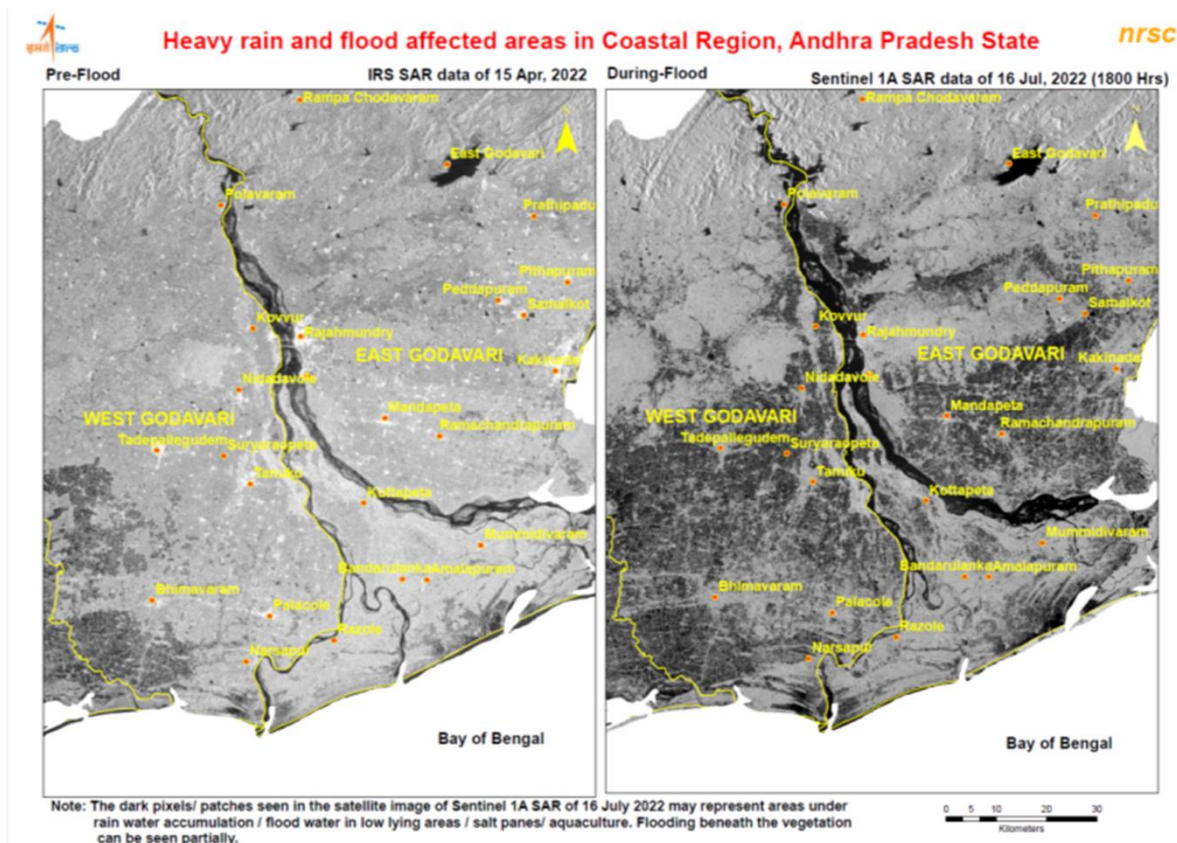 इसरो isro
Heavy rain and flood affected areas in Coastal Region, Andhra Pradesh State
nrsc
Pre-Flood
IRS SAR data of 15 Apr, 2022
During-Flood
Sentinel 1A SAR data of 16 Jul, 2022 (1800 Hrs)
Rampa Chodavaram
N
East Godavari
Polavaram
Prathipadu
Pithapuram
Peddapuram
Samalkot
Kovvur
Rajahmundry
EAST GODAVARI
Kakinada
Nidadavole
WEST GODAVARI
Mandapeta
Ramachandrapuram
Tadepallegudem
Suryaraopeta
Tanuku
Kottapeta
Mummidivaram
Bandarulanka
Amalapuram
Bhimavaram
Palacole
Razole
Narsapur
Bay of Bengal
Rampa Chodavaram
N
East Godavari
Polavaram
Prathipadu
Pithapuram
Peddapuram
Samalkot
Kovvur
Rajahmundry
EAST GODAVARI
Kakinada
Nidadavole
WEST GODAVARI
Mandapeta
Ramachandrapuram
Tadepallegudem
Suryaraopeta
Tanuku
Kottapeta
Mummidivaram
Bandarulanka
Amalapuram
Bhimavaram
Palacole
Razole
Narsapur
Bay of Bengal
Note: The dark pixels/ patches seen in the satellite image of Sentinel 1A SAR of 16 July 2022 may represent areas under
rain water accumulation / flood water in low lying areas / salt panes/ aquaculture. Flooding beneath the vegetation
can be seen partially.
0 5 10 20 30
Kilometers